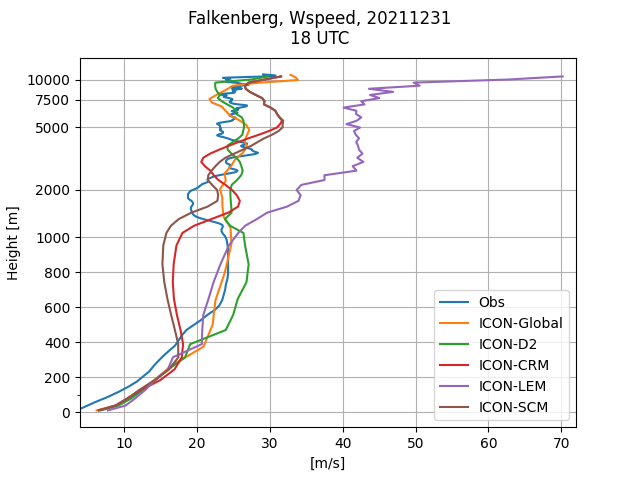 Falkenberg, Wspeed, 20211231
18 UTC
10000
7500
5000
2000
1000
800
600
400
200
0
Height [m]
10
20
30
40
50
60
70
[m/s]
Obs
ICON-Global
ICON-D2
ICON-CRM
ICON-LEM
ICON-SCM